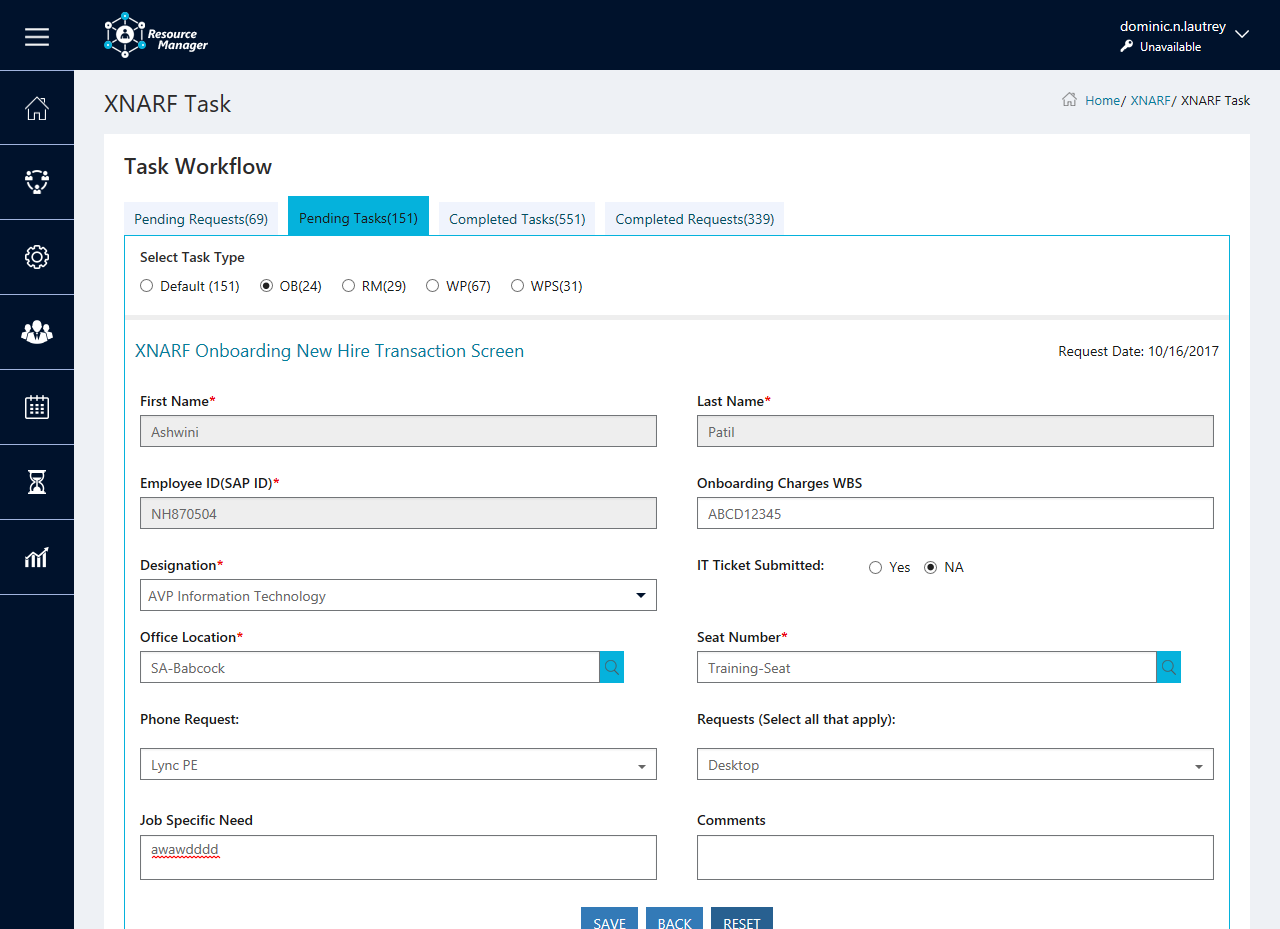 Resource
Manager
dominic.n.lautrey
Unavailable
XNARF Task
Home/ XNARF/ XNARF Task
Task Workflow
Pending Requests(69) Pending Tasks(151) Completed Tasks(551) Completed Requests(339)
Select Task Type
Default (151) OB(24) RM(29) WP(67) WPS(31)
XNARF Onboarding New Hire Transaction Screen Request Date: 10/16/2017
First Name* Last Name*
Ashwini Patil
Employee ID(SAP ID)* Onboarding Charges WBS
NH870504 ABCD12345
Designation* IT Ticket Submitted: Yes NA
AVP Information Technology
Office Location* Seat Number*
SA-Babcock Training-Seat
Phone Request: Requests (Select all that apply):
Lync PE Desktop
Job Specific Need Comments
awawdddd
SAVE BACK RESET